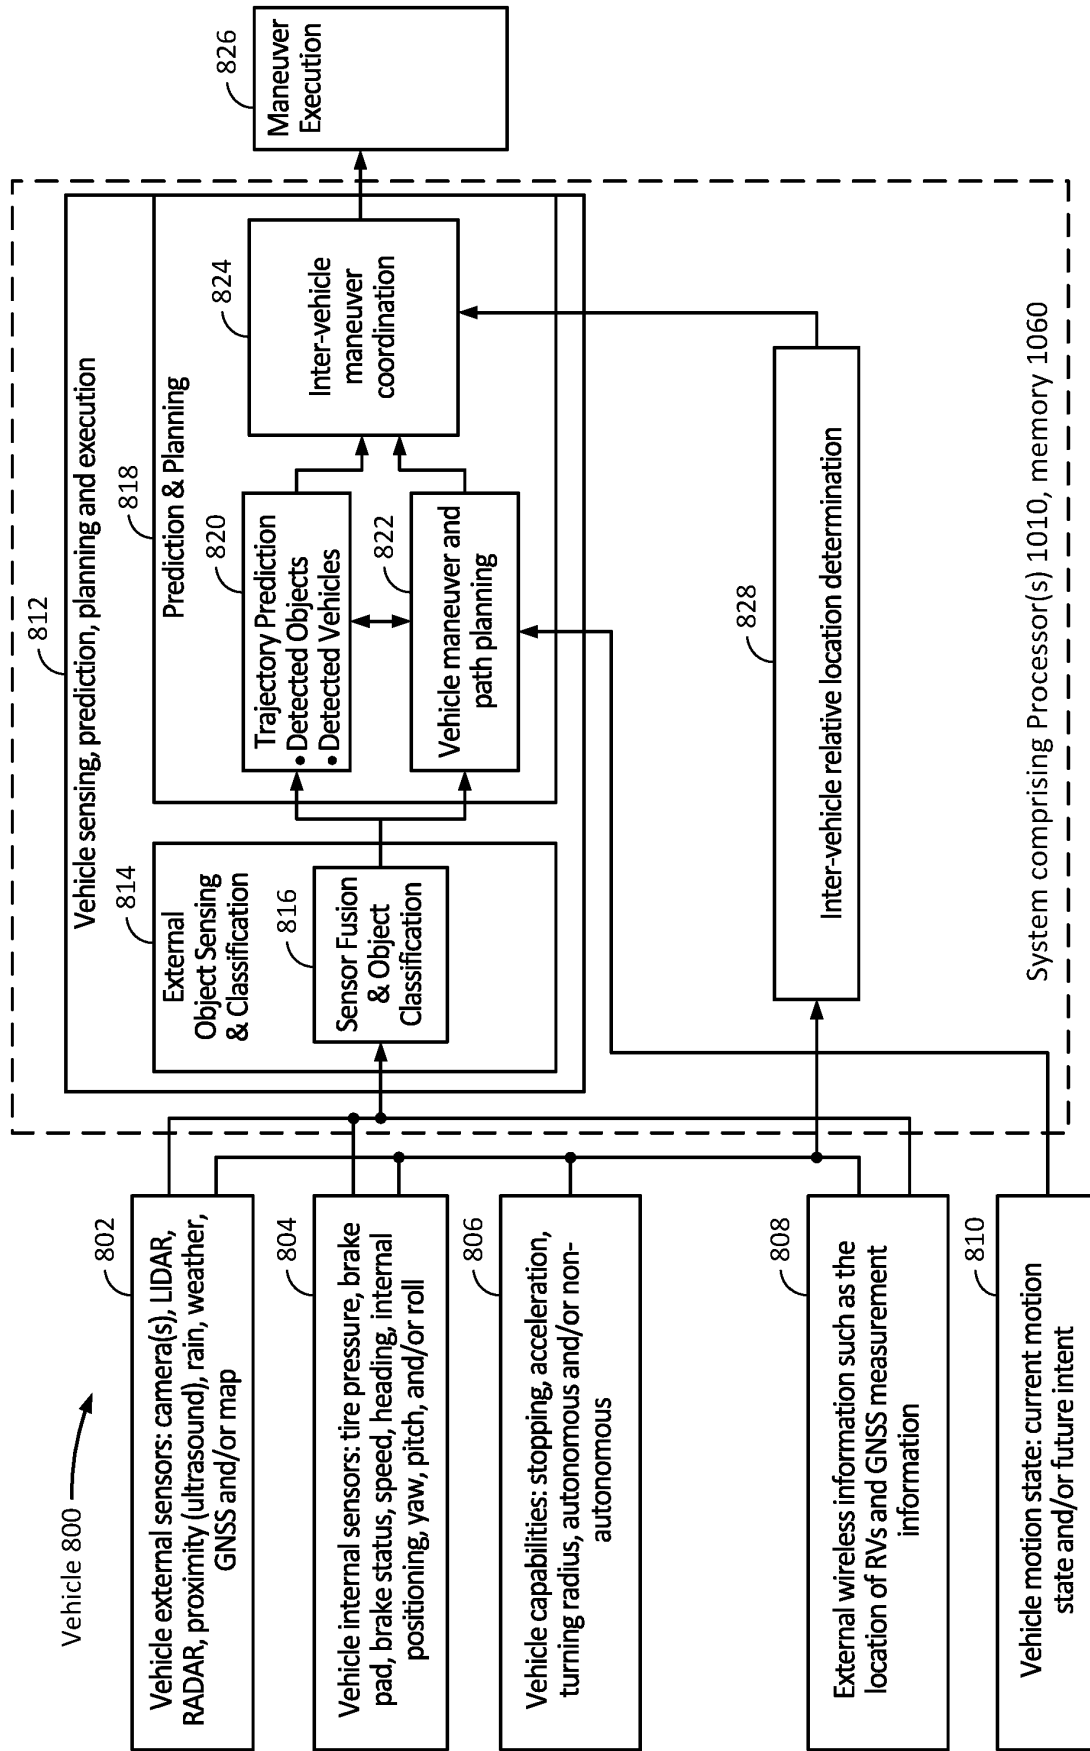 Vehicle 800
802
Vehicle external sensors: camera(s), LIDAR,
RADAR, proximity (ultrasound), rain, weather,
GNSS and/or map
804
Vehicle internal sensors: tire pressure, brake
pad, brake status, speed, heading, internal
positioning, yaw, pitch, and/or roll
806
Vehicle capabilities: stopping, acceleration,
turning radius, autonomous and/or non-
autonomous
808
External wireless information such as the
location of RVs and GNSS measurement
information
810
Vehicle motion state: current motion
state and/or future intent
812
Vehicle sensing, prediction, planning and execution
814
External
Object Sensing
& Classification
816
Sensor Fusion
& Object
Classification
818
Prediction & Planning
820
Trajectory Prediction
• Detected Objects
• Detected Vehicles
822
Vehicle maneuver and
path planning
824
Inter-vehicle
maneuver
coordination
826
Maneuver
Execution
828
Inter-vehicle relative location determination
System comprising Processor(s) 1010, memory 1060